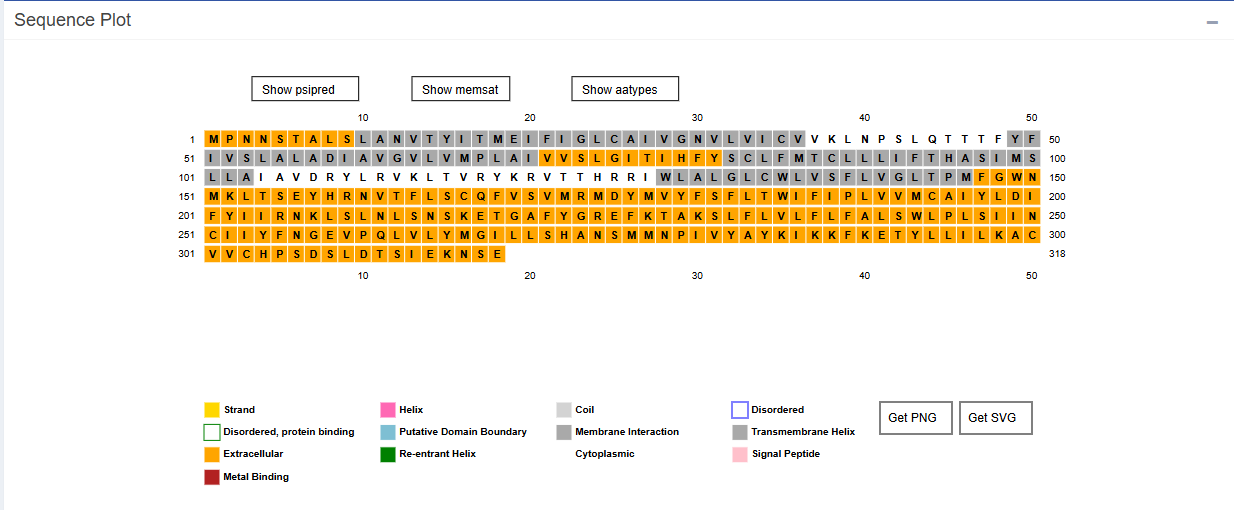 Sequence Plot
Show psipred Show memsat Show aatypes
10 20 30 40 50
1 M P N N S T A L S L A N V T Y I T M E I F I G L C A I V G N V L V I C V V K L N P S L Q T T T F Y F 50
51 I V S L A L A D I A V G V L V M P L A I V V S L G I T I H F Y S C L F M T C L L L I F T H A S I M S 100
101 L L A I A V D R Y L R V K L T V R Y K R V T T H R R I W L A L G L C W L V S F L V G L T P M F G W N 150
151 M K L T S E Y H R N V T F L S C Q F V S V M R M D Y M V Y F S F L T W I F I P L V V M C A I Y L D I 200
201 F Y I I R N K L S L N L S N S K E T G A F Y G R E F K T A K S L F L V L F L F A L S W L P L S I I N 250
251 C I I Y F N G E V P Q L V L Y M G I L L S H A N S M M N P I V Y A Y K I K K F K E T Y L L I L K A C 300
301 V V C H P S D S L D T S I E K N S E 318
10 20 30 40 50
Strand Helix Coil Disordered
Disordered, protein binding Putative Domain Boundary Membrane Interaction Transmembrane Helix
Extracellular Re-entrant Helix Cytoplasmic Signal Peptide
Metal Binding
Get PNG Get SVG